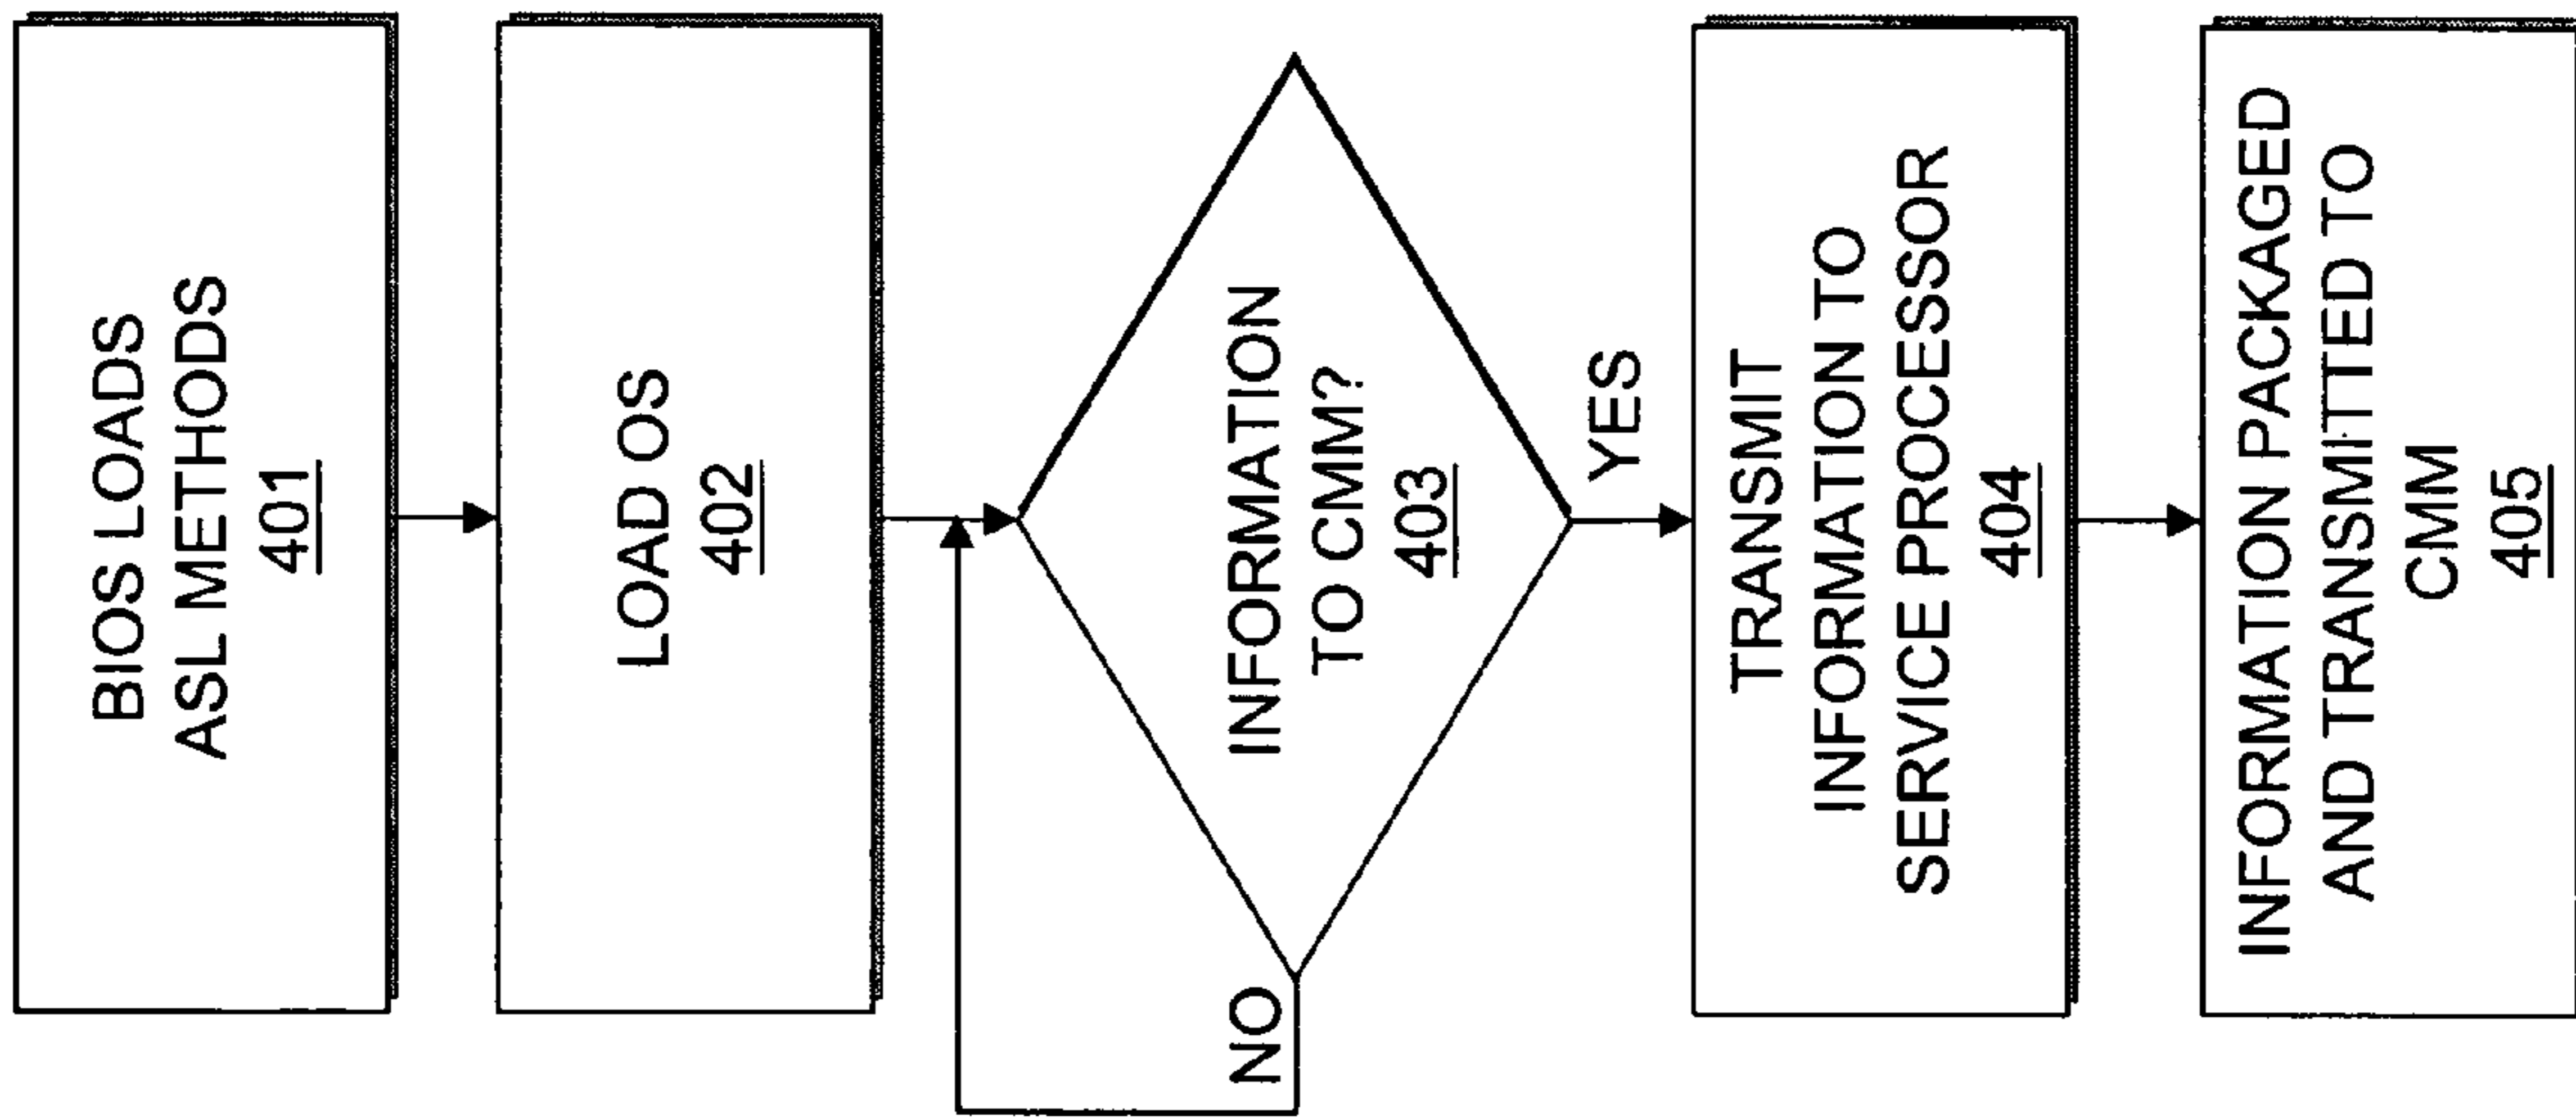 BIOS LOADS
ASL METHODS
401
LOAD OS
402
INFORMATION
TO CMM?
403
NO
YES
TRANSMIT
INFORMATION TO
SERVICE PROCESSOR
404
INFORMATION PACKAGED
AND TRANSMITTED TO
CMM
405